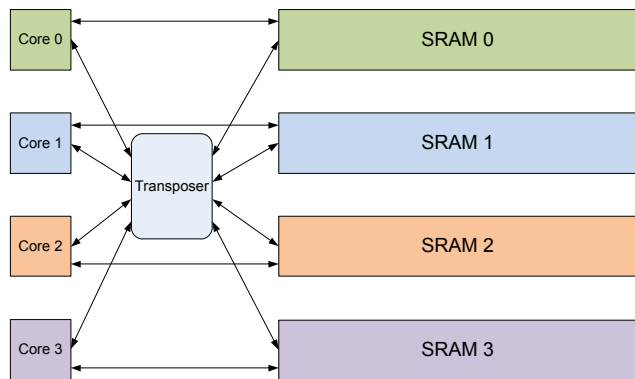 Core 0
SRAM 0
Core 1
SRAM 1
Transposer
Core 2
SRAM 2
Core 3
SRAM 3